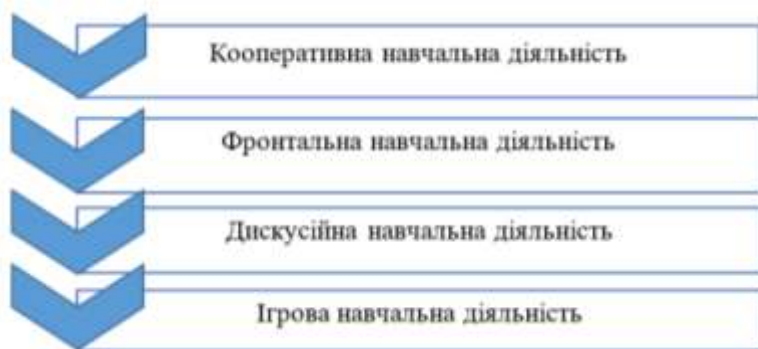 Кооперативна навчальна діяльність
Фронтальна навчальна діяльність
Дискусійна навчальна діяльність
Ігрова навчальна діяльність